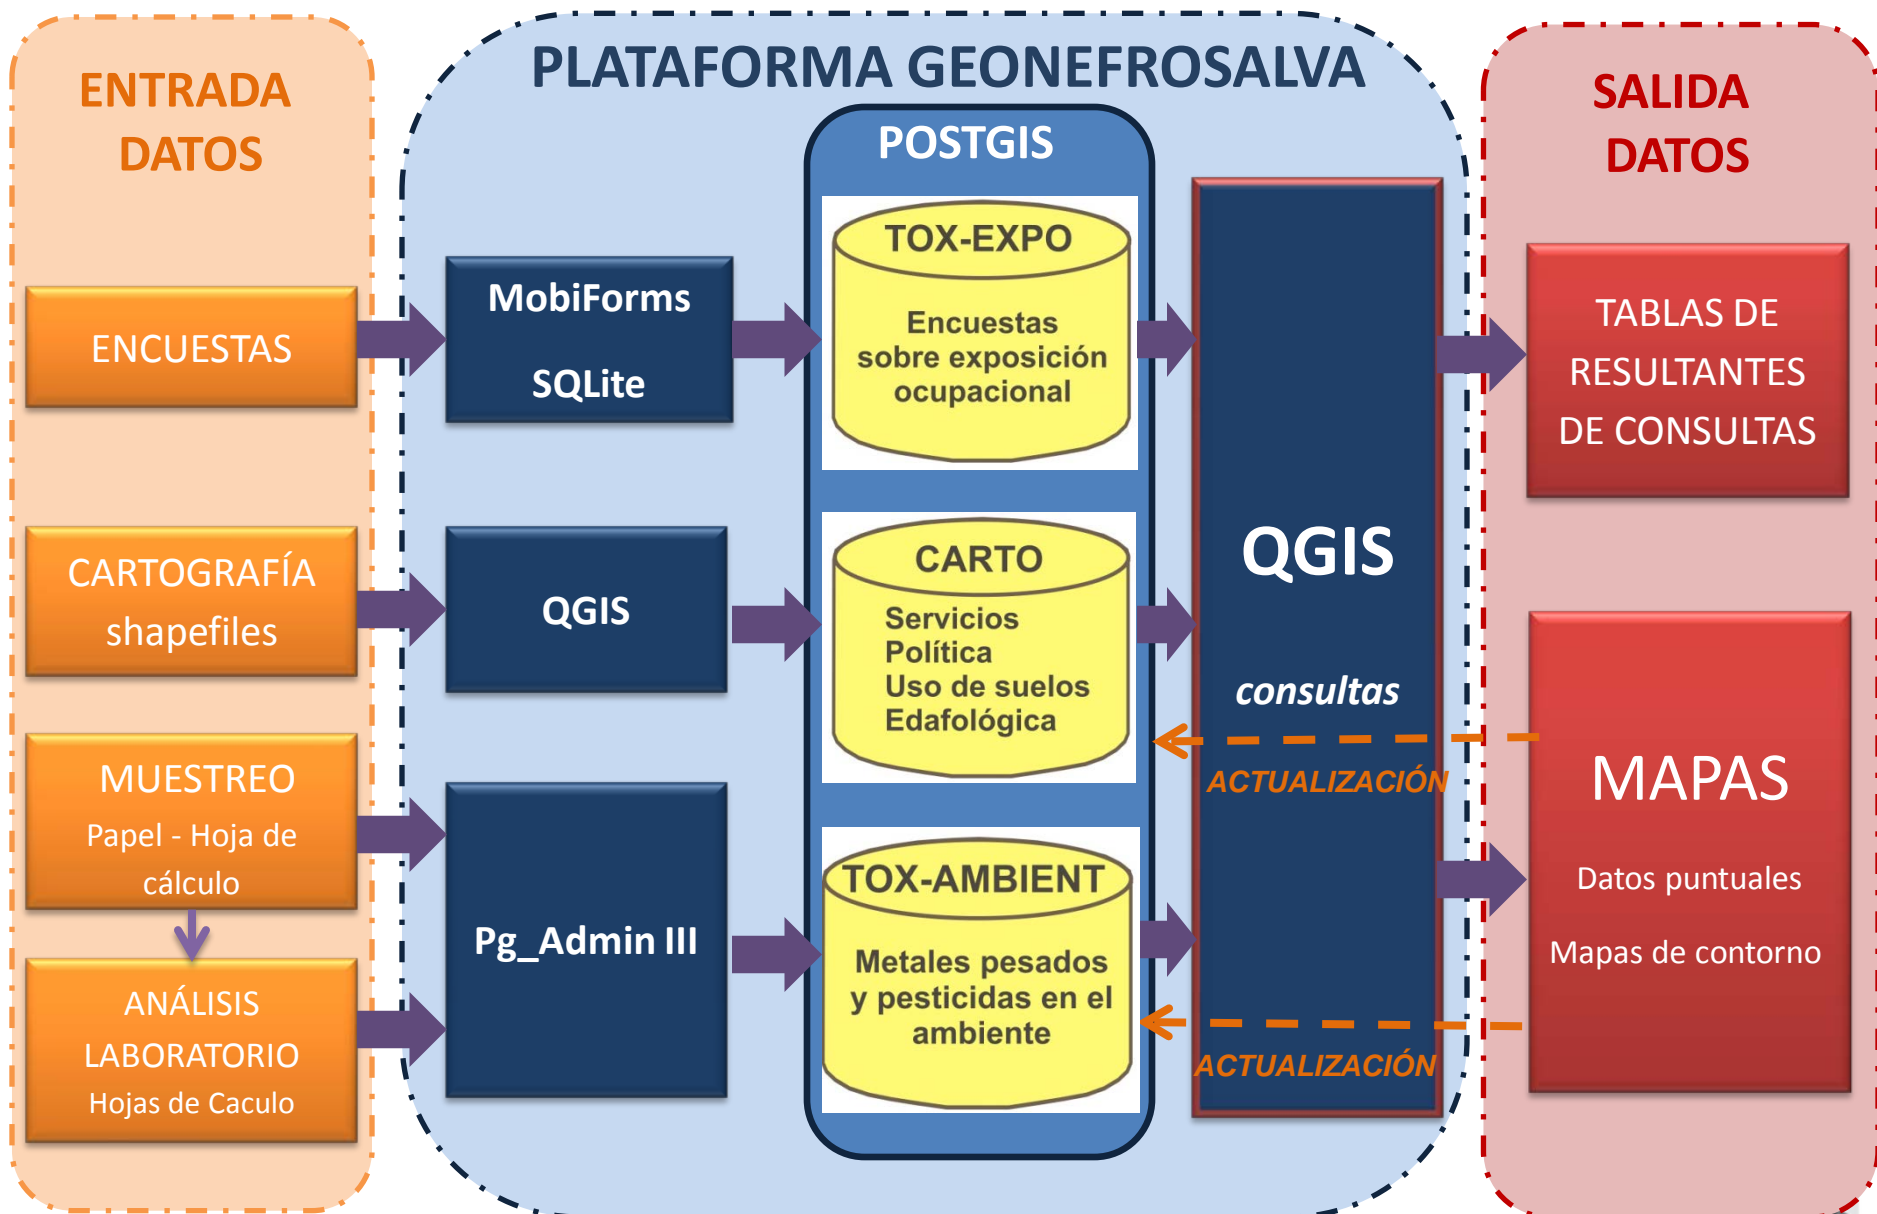 ENTRADA
DATOS
ENCUESTAS
CARTOGRAFÍA
shapefiles
MUESTREO
Papel - Hoja de
cálculo
ANÁLISIS
LABORATORIO
Hojas de Caculo
PLATAFORMA GEONEFROSALVA
MobiForms
SQLite
QGIS
Pg_Admin III
POSTGIS
TOX-EXPO
Encuestas
sobre exposición
ocupacional
CARTO
Servicios
Política
Uso de suelos
Edafológica
TOX-AMBIENT
Metales pesados
y pesticidas en el
ambiente
QGIS
consultas
ACTUALIZACIÓN
ACTUALIZACIÓN
SALIDA
DATOS
TABLAS DE
RESULTANTES
DE CONSULTAS
MAPAS
Datos puntuales
Mapas de contorno